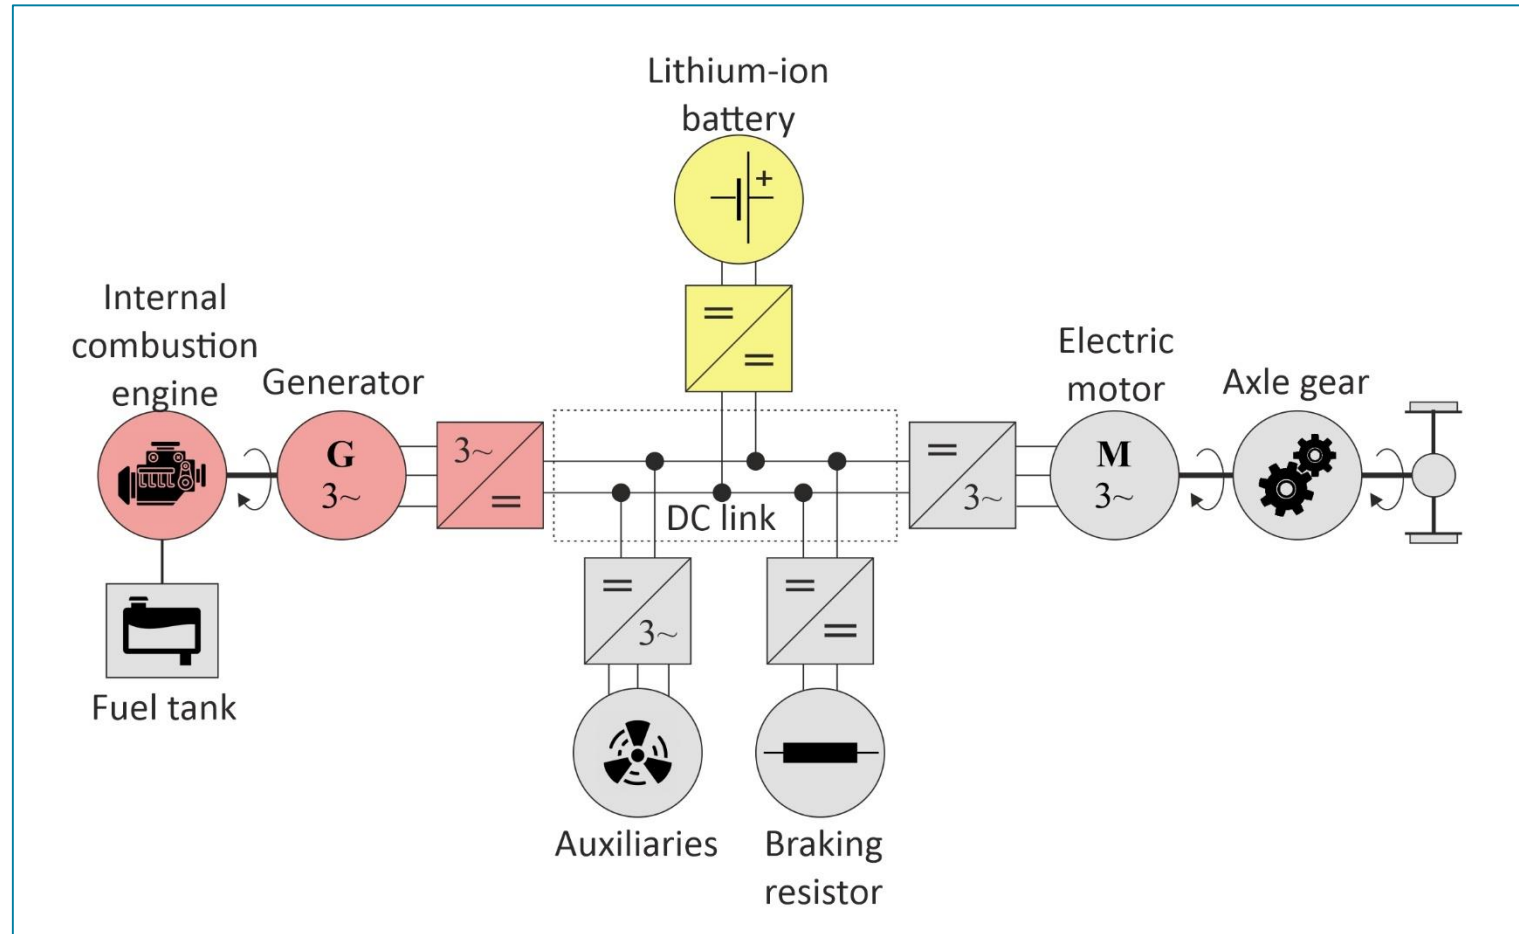 Lithium-ion
battery
+
Internal
combustion
engine
Generator
G
3~
3~
=
=
=
DC link
=
3~
Electric
motor
M
3~
Axle gear
Fuel tank
=
3~
Auxiliaries
=
=
Braking
resistor